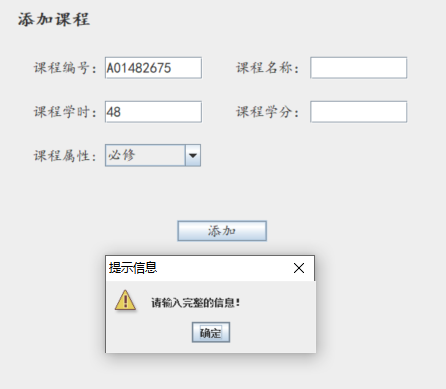 添加课程
课程编号： A01482675 课程名称：
课程学时： 48 课程学分：
课程属性： 必修
添加
提示信息
请输入完整的信息！
确定